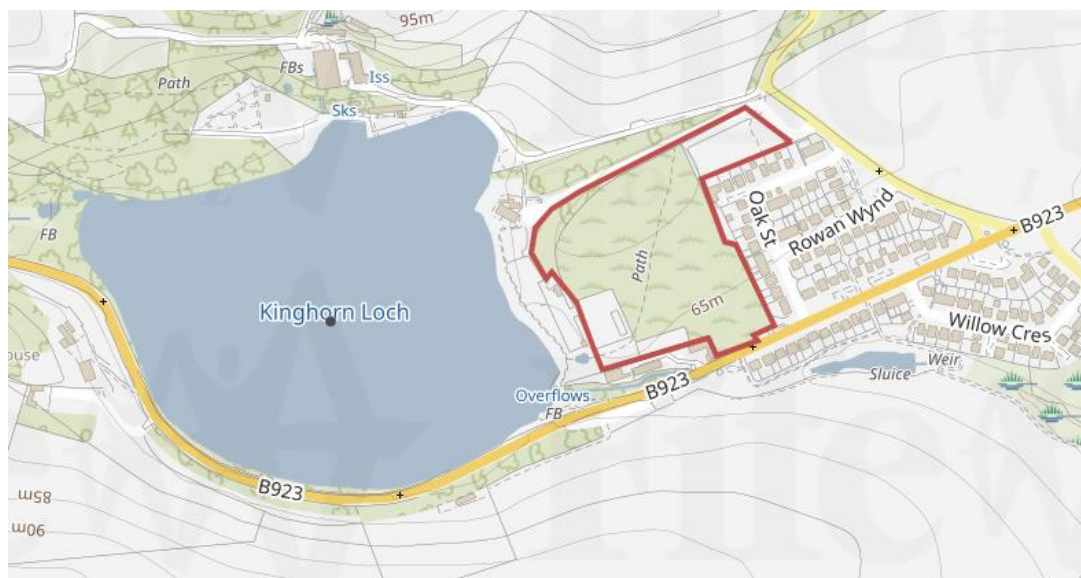 95m
FBs
Path
Iss
Sks
FB
Oak St
Rowan Wynd
B923
Path
65m
Kinghorn Loch
Willow Cres
ouse
Weir
Sluice
Overflows
B923
FB
B923
85m
90m